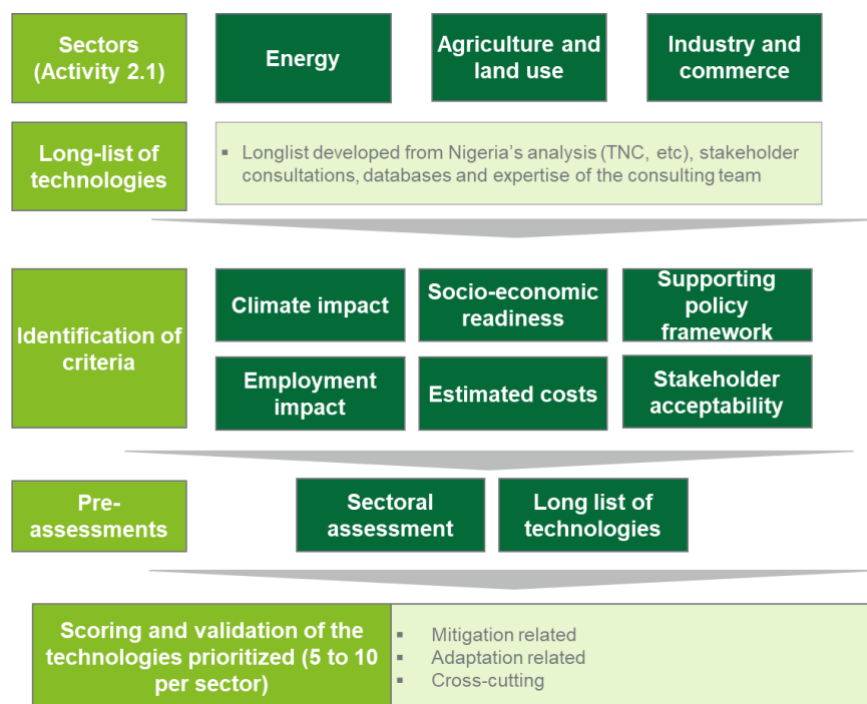 Sectors
(Activity 2.1)
Energy
Agriculture and
land use
Industry and
commerce
Long-list of
technologies
▪ Longlist developed from Nigeria's analysis (TNC, etc), stakeholder
consultations, databases and expertise of the consulting team
Identification of
criteria
Climate impact
Socio-economic
readiness
Supporting
policy
framework
Employment
impact
Estimated costs
Stakeholder
acceptability
Pre-
assessments
Sectoral
assessment
Long list of
technologies
Scoring and validation of the
technologies prioritized (5 to 10
per sector)
▪ Mitigation related
▪ Adaptation related
▪ Cross-cutting